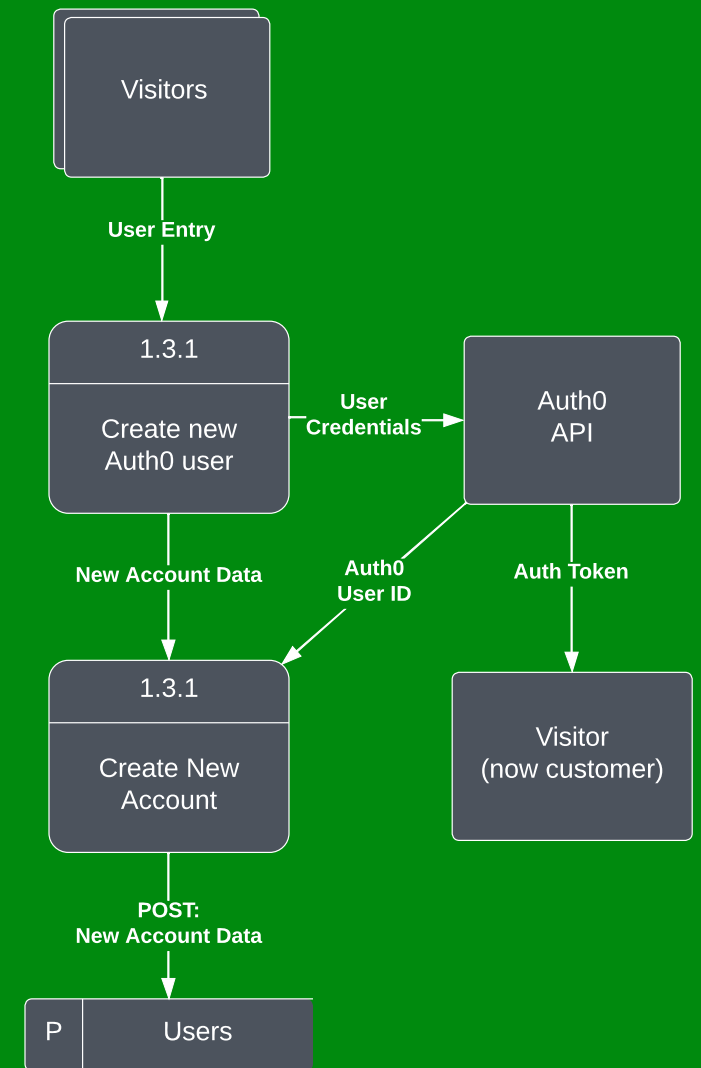 Visitors
User Entry
1.3.1
Create new
Auth0 user
User
Credentials
Auth0
API
New Account Data
Auth0
User ID
Auth Token
1.3.1
Create New
Account
Visitor
(now customer)
POST:
New Account Data
P
Users